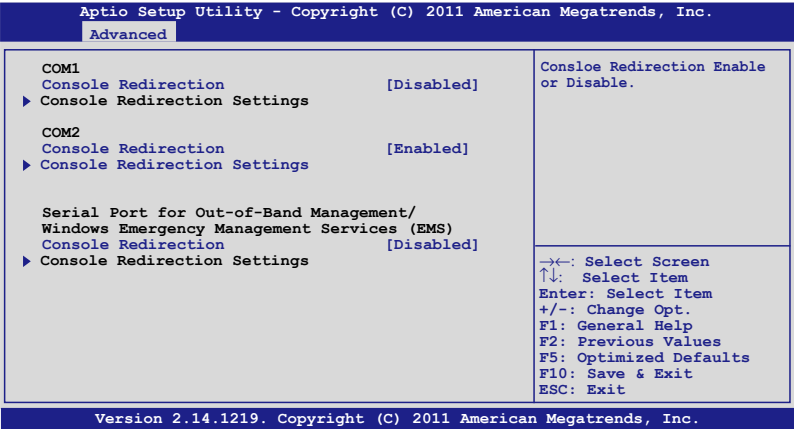 Aptio Setup Utility - Copyright (C) 2011 American Megatrends, Inc.
Advanced
COM1
Console Redirection [Disabled]
Console Redirection Settings
COM2
Console Redirection [Enabled]
Console Redirection Settings
Serial Port for Out-of-Band Management/
Windows Emergency Management Services (EMS)
Console Redirection [Disabled]
Console Redirection Settings
Consloe Redirection Enable
or Disable.
→←: Select Screen
↑↓: Select Item
Enter: Select Item
+/-: Change Opt.
F1: General Help
F2: Previous Values
F5: Optimized Defaults
F10: Save & Exit
ESC: Exit
Version 2.14.1219. Copyright (C) 2011 American Megatrends, Inc.